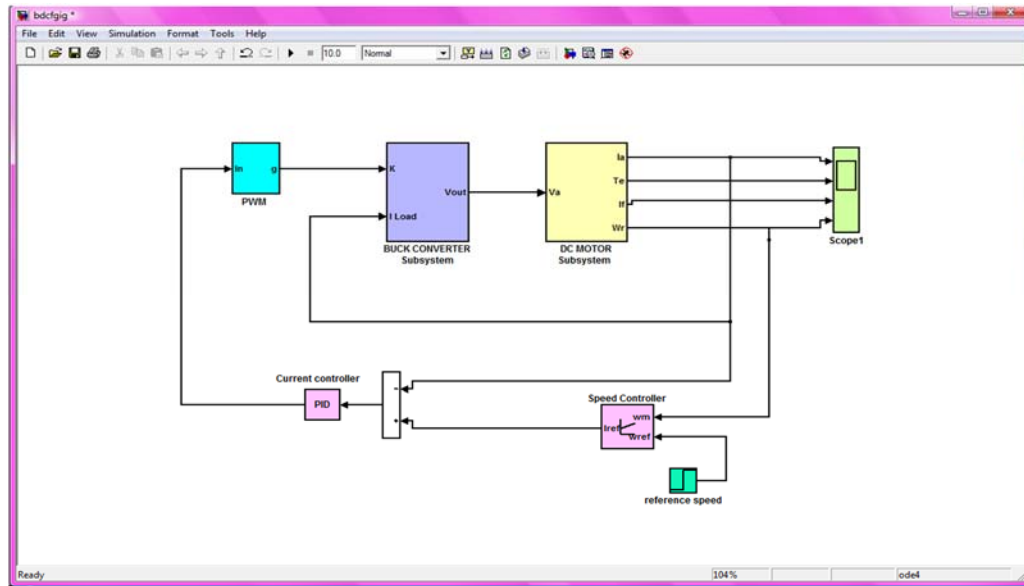 bdcfgig *
File Edit View Simulation Format Tools Help
10.0 Normal
In g
PWM
K
I Load
Vout
BUCK CONVERTER
Subsystem
Va
Ia
Te
If
Wr
DC MOTOR
Subsystem
Scope1
Current controller
PID
-
+
Speed Controller
Iref
wm
wref
reference speed
Ready 104% ode4